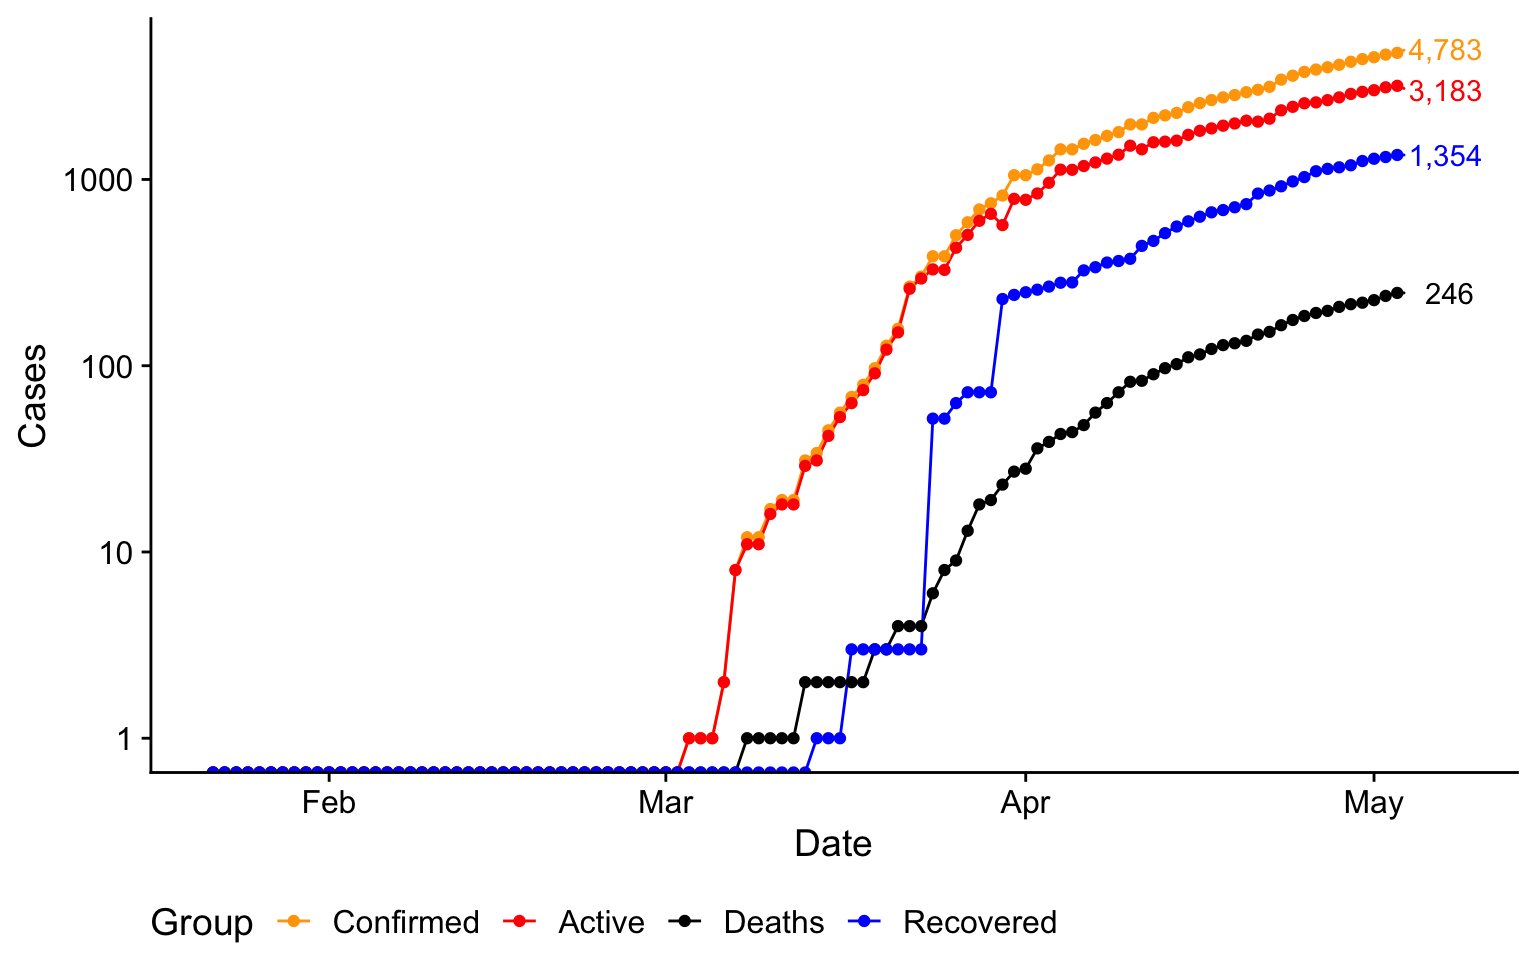 4,783
3,183
1,354
246
1000
100
10
1
Cases
Feb Mar Apr May
Date
Group Confirmed Active Deaths Recovered